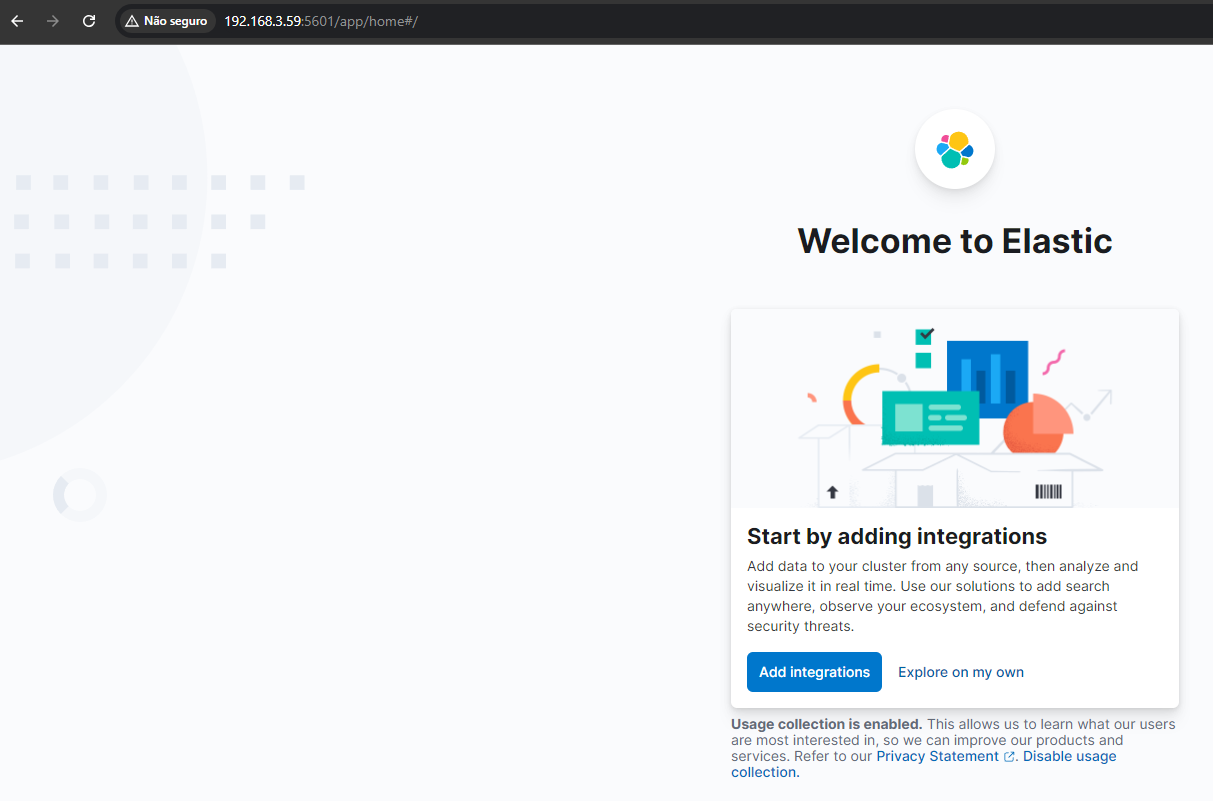 Não seguro 192.168.3.59:5601/app/home#/
Welcome to Elastic
Start by adding integrations
Add data to your cluster from any source, then analyze and
visualize it in real time. Use our solutions to add search
anywhere, observe your ecosystem, and defend against
security threats.
Add integrations Explore on my own
Usage collection is enabled. This allows us to learn what our users
are most interested in, so we can improve our products and
services. Refer to our Privacy Statement. Disable usage
collection.